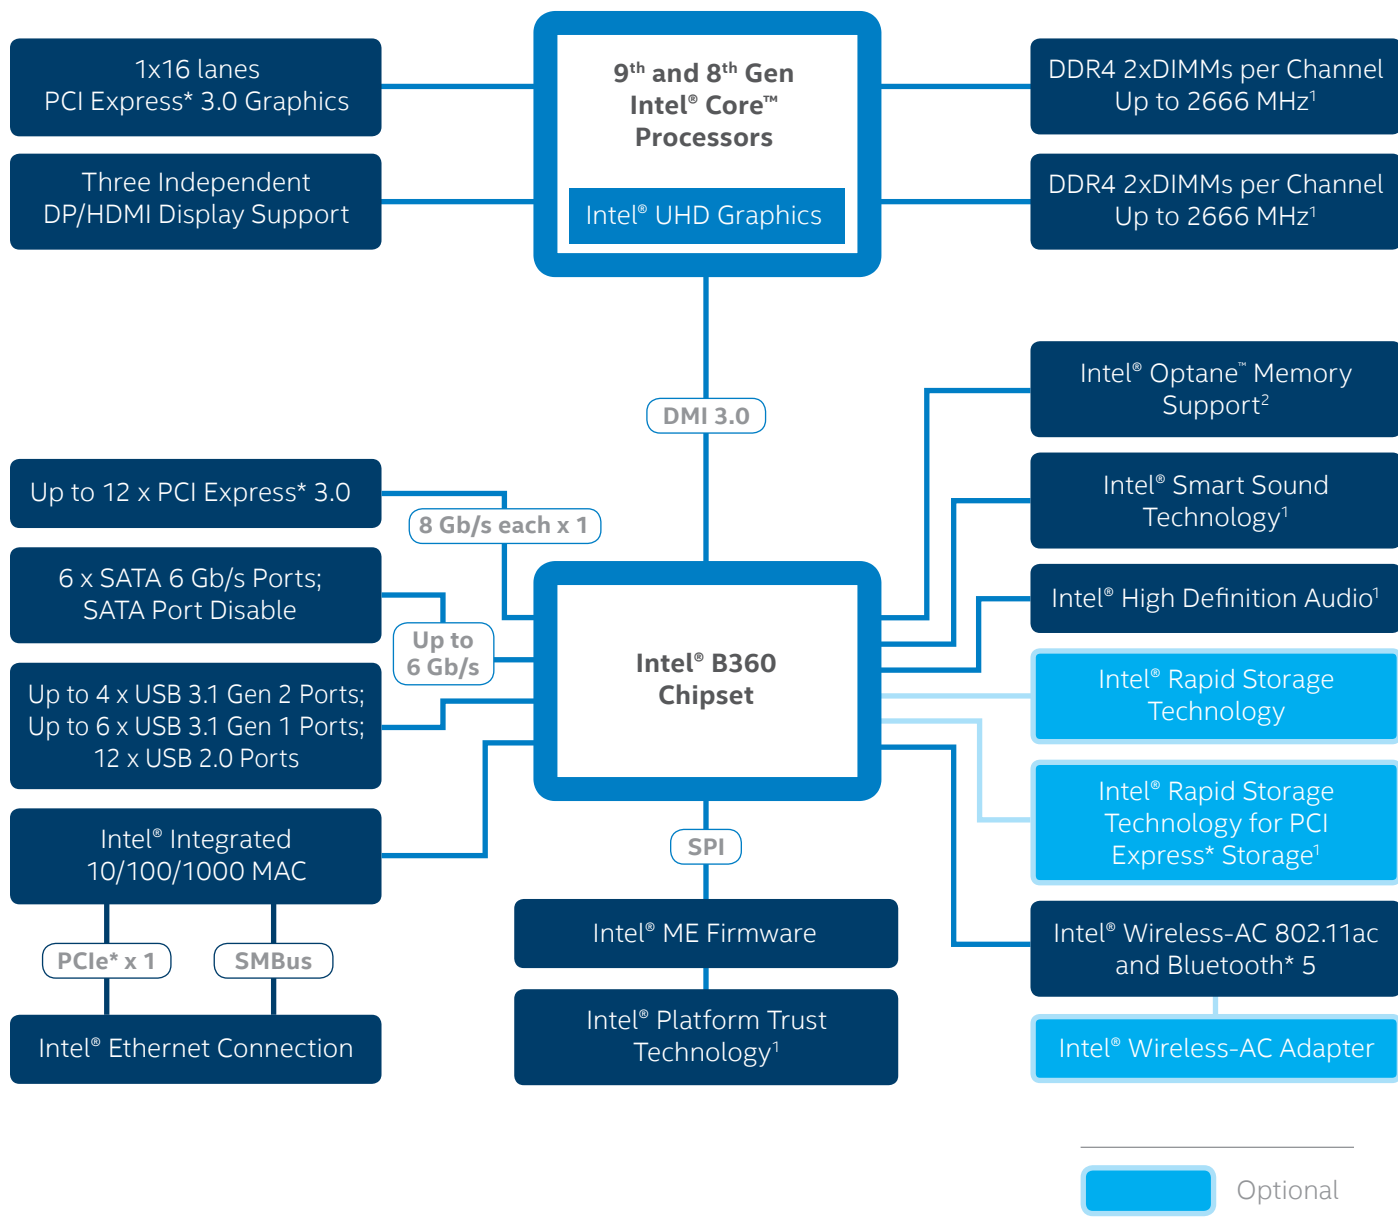 1x16 lanes
PCI Express* 3.0 Graphics
Three Independent
DP/HDMI Display Support
9th and 8th Gen
Intel® Core™
Processors
Intel® UHD Graphics
DDR4 2xDIMMs per Channel
Up to 2666 MHz¹
DDR4 2xDIMMs per Channel
Up to 2666 MHz¹
DMI 3.0
Up to 12 x PCI Express* 3.0
8 Gb/s each x 1
6 x SATA 6 Gb/s Ports;
SATA Port Disable
Up to
6 Gb/s
Up to 4 x USB 3.1 Gen 2 Ports;
Up to 6 x USB 3.1 Gen 1 Ports;
12 x USB 2.0 Ports
Intel® Integrated
10/100/1000 MAC
PCIe* x 1
SMBus
Intel® Ethernet Connection
Intel® B360
Chipset
SPI
Intel® ME Firmware
Intel® Platform Trust
Technology¹
Intel® Optane™ Memory
Support²
Intel® Smart Sound
Technology¹
Intel® High Definition Audio¹
Intel® Rapid Storage
Technology
Intel® Rapid Storage
Technology for PCI
Express* Storage¹
Intel® Wireless-AC 802.11ac
and Bluetooth* 5
Intel® Wireless-AC Adapter
Optional